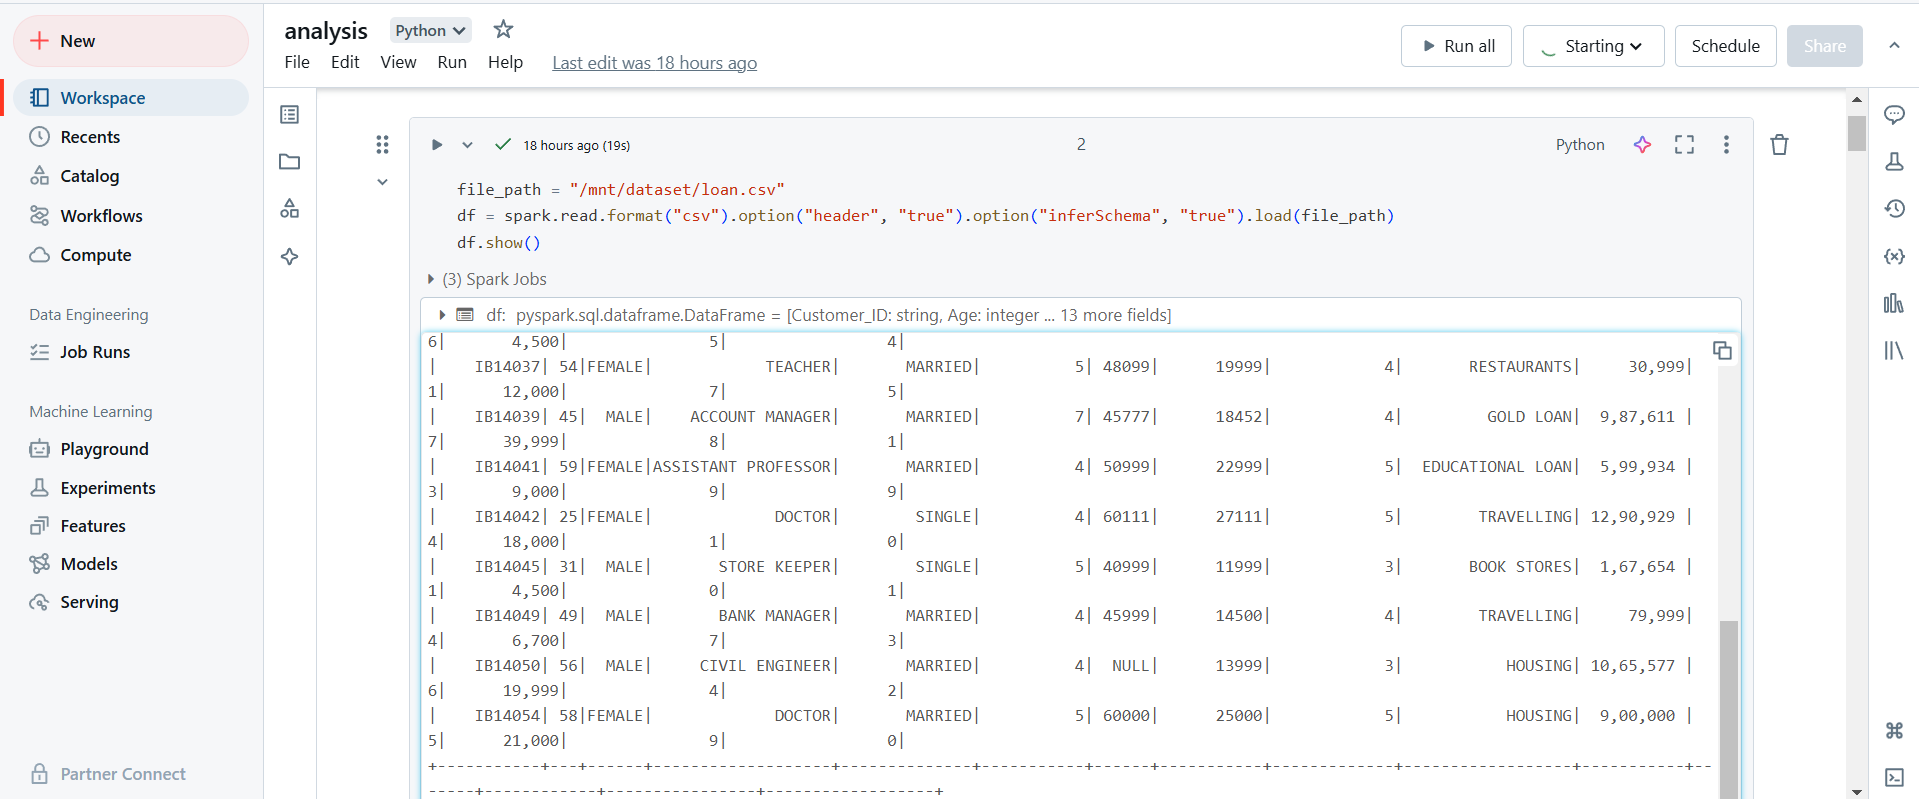 New
Workspace
Recents
Catalog
Workflows
Compute
Data Engineering
Job Runs
Machine Learning
Playground
Experiments
Features
Models
Serving
Partner Connect
analysis Python
File Edit View Run Help Last edit was 18 hours ago
Run all Starting Schedule Share
18 hours ago (19s) 2 Python
file_path = "/mnt/dataset/loan.csv"
df = spark.read.format("csv").option("header", "true").option("inferSchema", "true").load(file_path)
df.show()
(3) Spark Jobs
df: pyspark.sql.dataframe.DataFrame = [Customer_ID: string, Age: integer ... 13 more fields]
6| 4,500| 5| 4|
| IB14037| 54|FEMALE| TEACHER| MARRIED| 5| 48099| 19999| 4| RESTAURANTS| 30,999|
1| 12,000| 7| 5|
| IB14039| 45| MALE| ACCOUNT MANAGER| MARRIED| 7| 45777| 18452| 4| GOLD LOAN| 9,87,611 |
7| 39,999| 8| 1|
| IB14041| 59|FEMALE|ASSISTANT PROFESSOR| MARRIED| 4| 50999| 22999| 5| EDUCATIONAL LOAN| 5,99,934 |
3| 9,000| 9| 9|
| IB14042| 25|FEMALE| DOCTOR| SINGLE| 4| 60111| 27111| 5| TRAVELLING| 12,90,929 |
4| 18,000| 1| 0|
| IB14045| 31| MALE| STORE KEEPER| SINGLE| 5| 40999| 11999| 3| BOOK STORES| 1,67,654 |
1| 4,500| 0| 1|
| IB14049| 49| MALE| BANK MANAGER| MARRIED| 4| 45999| 14500| 4| TRAVELLING| 79,999|
4| 6,700| 7| 3|
| IB14050| 56| MALE| CIVIL ENGINEER| MARRIED| 4| NULL| 13999| 3| HOUSING| 10,65,577 |
6| 19,999| 4| 2|
| IB14054| 58|FEMALE| DOCTOR| MARRIED| 5| 60000| 25000| 5| HOUSING| 9,00,000 |
5| 21,000| 9| 0|
+-----------+---+------+-------------------+--------------+-----------+------+-----------+-------------+------------------+-----------+--
-----+------------+----------------+------------------+